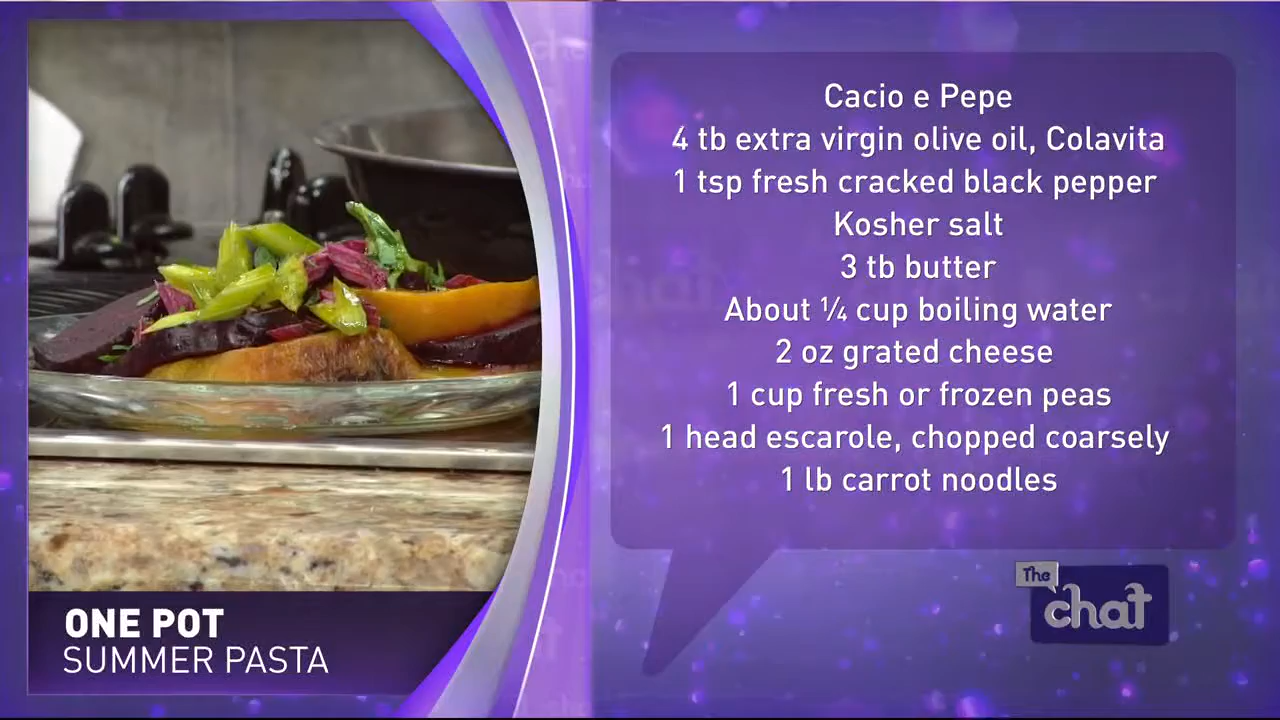 Cacio e Pepe
4 tb extra virgin olive oil, Colavita
1 tsp fresh cracked black pepper
Kosher salt
3 tb butter
About ¼ cup boiling water
2 oz grated cheese
1 cup fresh or frozen peas
1 head escarole, chopped coarsely
1 lb carrot noodles
The
chat
ONE POT
SUMMER PASTA